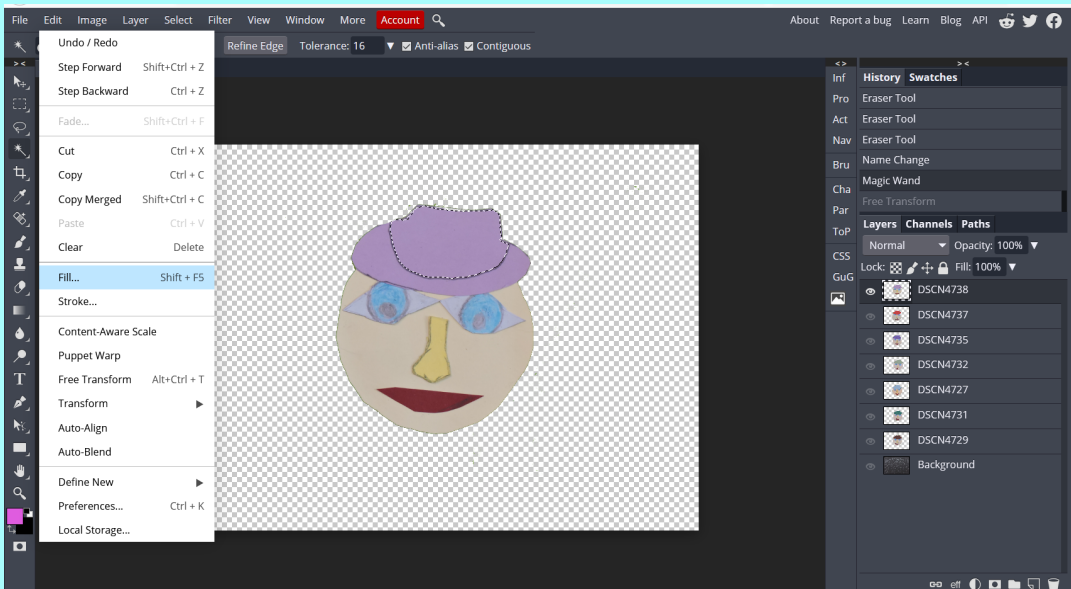 File Edit Image Layer Select Filter View Window More Account About Report a bug Learn Blog API
Refine Edge Tolerance: 16 Anti-alias Contiguous
Undo / Redo
Step Forward Shift+Ctrl + Z
Step Backward Ctrl + Z
Fade... Shift+Ctrl + F
Cut Ctrl + X
Copy Ctrl + C
Copy Merged Shift+Ctrl + C
Paste Ctrl + V
Clear Delete
Fill... Shift + F5
Stroke...
Content-Aware Scale
Puppet Warp
Free Transform Alt+Ctrl + T
Transform
Auto-Align
Auto-Blend
Define New
Preferences... Ctrl + K
Local Storage...
Inf
Pro
Act
Nav
Bru
Cha
Par
ToP
CSS
GuG
History Swatches
Eraser Tool
Eraser Tool
Eraser Tool
Name Change
Magic Wand
Free Transform
Layers Channels Paths
Normal Opacity: 100%
Lock: Fill: 100%
DSCN4738
DSCN4737
DSCN4735
DSCN4732
DSCN4727
DSCN4731
DSCN4729
Background
eff